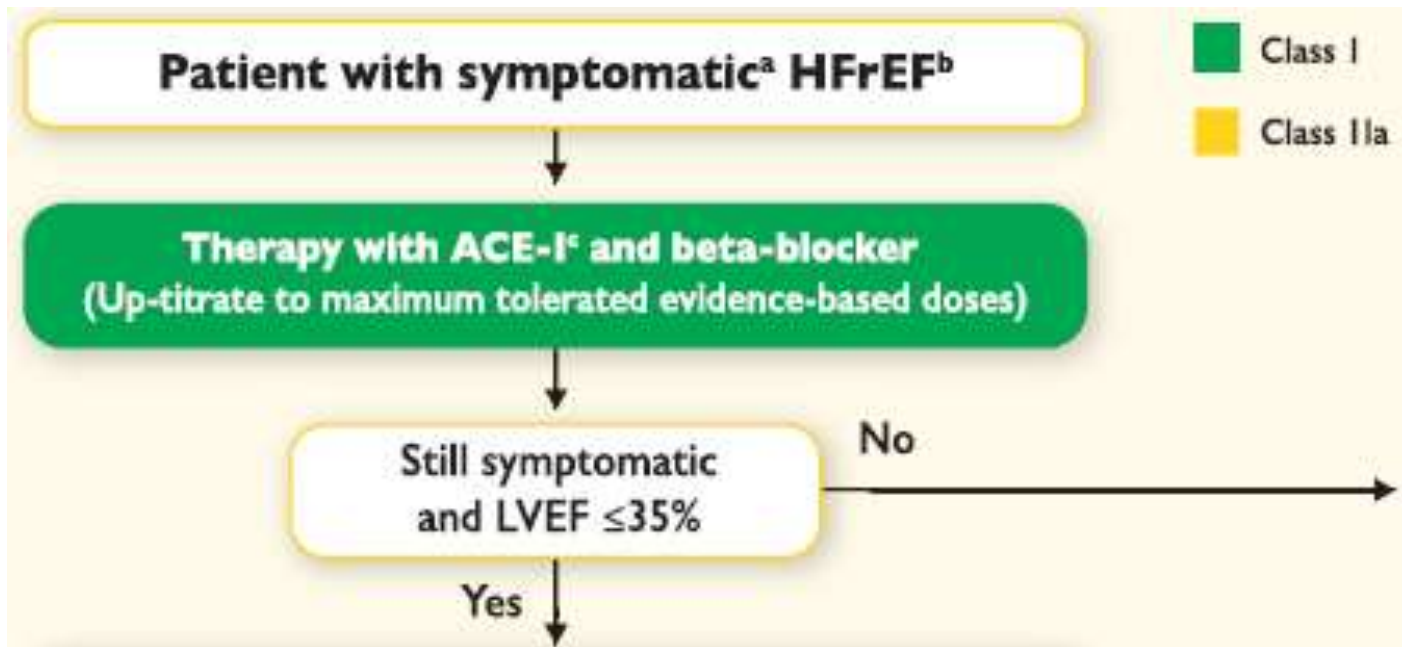 Patient with symptomaticᵃ HFrEFᵇ
Class I
Class IIa
Therapy with ACE-Iᶜ and beta-blocker
(Up-titrate to maximum tolerated evidence-based doses)
Still symptomatic
and LVEF ≤35%
No
Yes